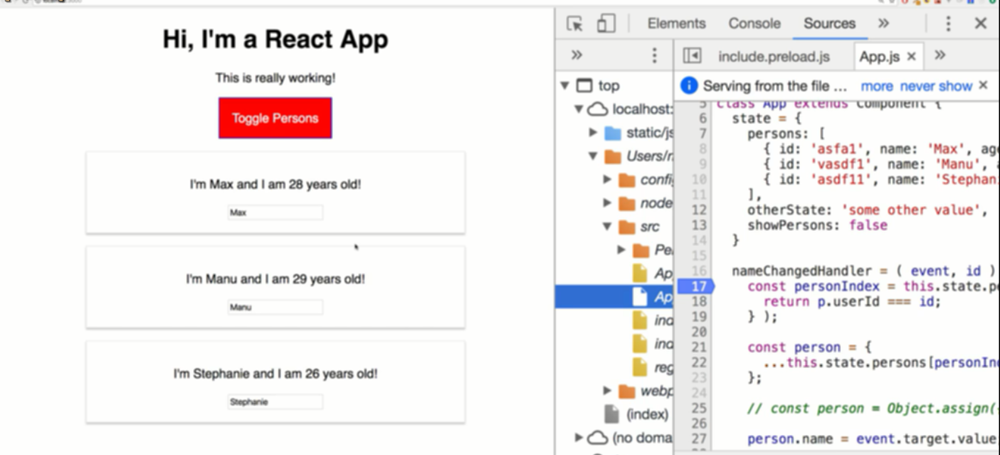 Hi, I'm a React App
This is really working!
Toggle Persons
I'm Max and I am 28 years old!
Max
I'm Manu and I am 29 years old!
Manu
I'm Stephanie and I am 26 years old!
Stephanie
Elements Console Sources »
» include.preload.js App.js × »
top
localhost:
static/js
Users/
confi
node
src
Pe
Ap
Ap
ind
ind
reg
webp
(index)
(no doma
i Serving from the file ... more never show ×
5 class App extends Component {
6 state = {
7 persons: [
8 { id: 'asfa1', name: 'Max', age
9 { id: 'vasdf1', name: 'Manu',
10 { id: 'asdf11', name: 'Stephan
11 ],
12 otherState: 'some other value',
13 showPersons: false
14 }
15
16 nameChangedHandler = ( event, id )
17 const personIndex = this.state.pe
18 return p.userId === id;
19 } );
20
21 const person = {
22 ...this.state.persons[personInd
23 };
24
25 // const person = Object.assign(
26
27 person.name = event.target.value